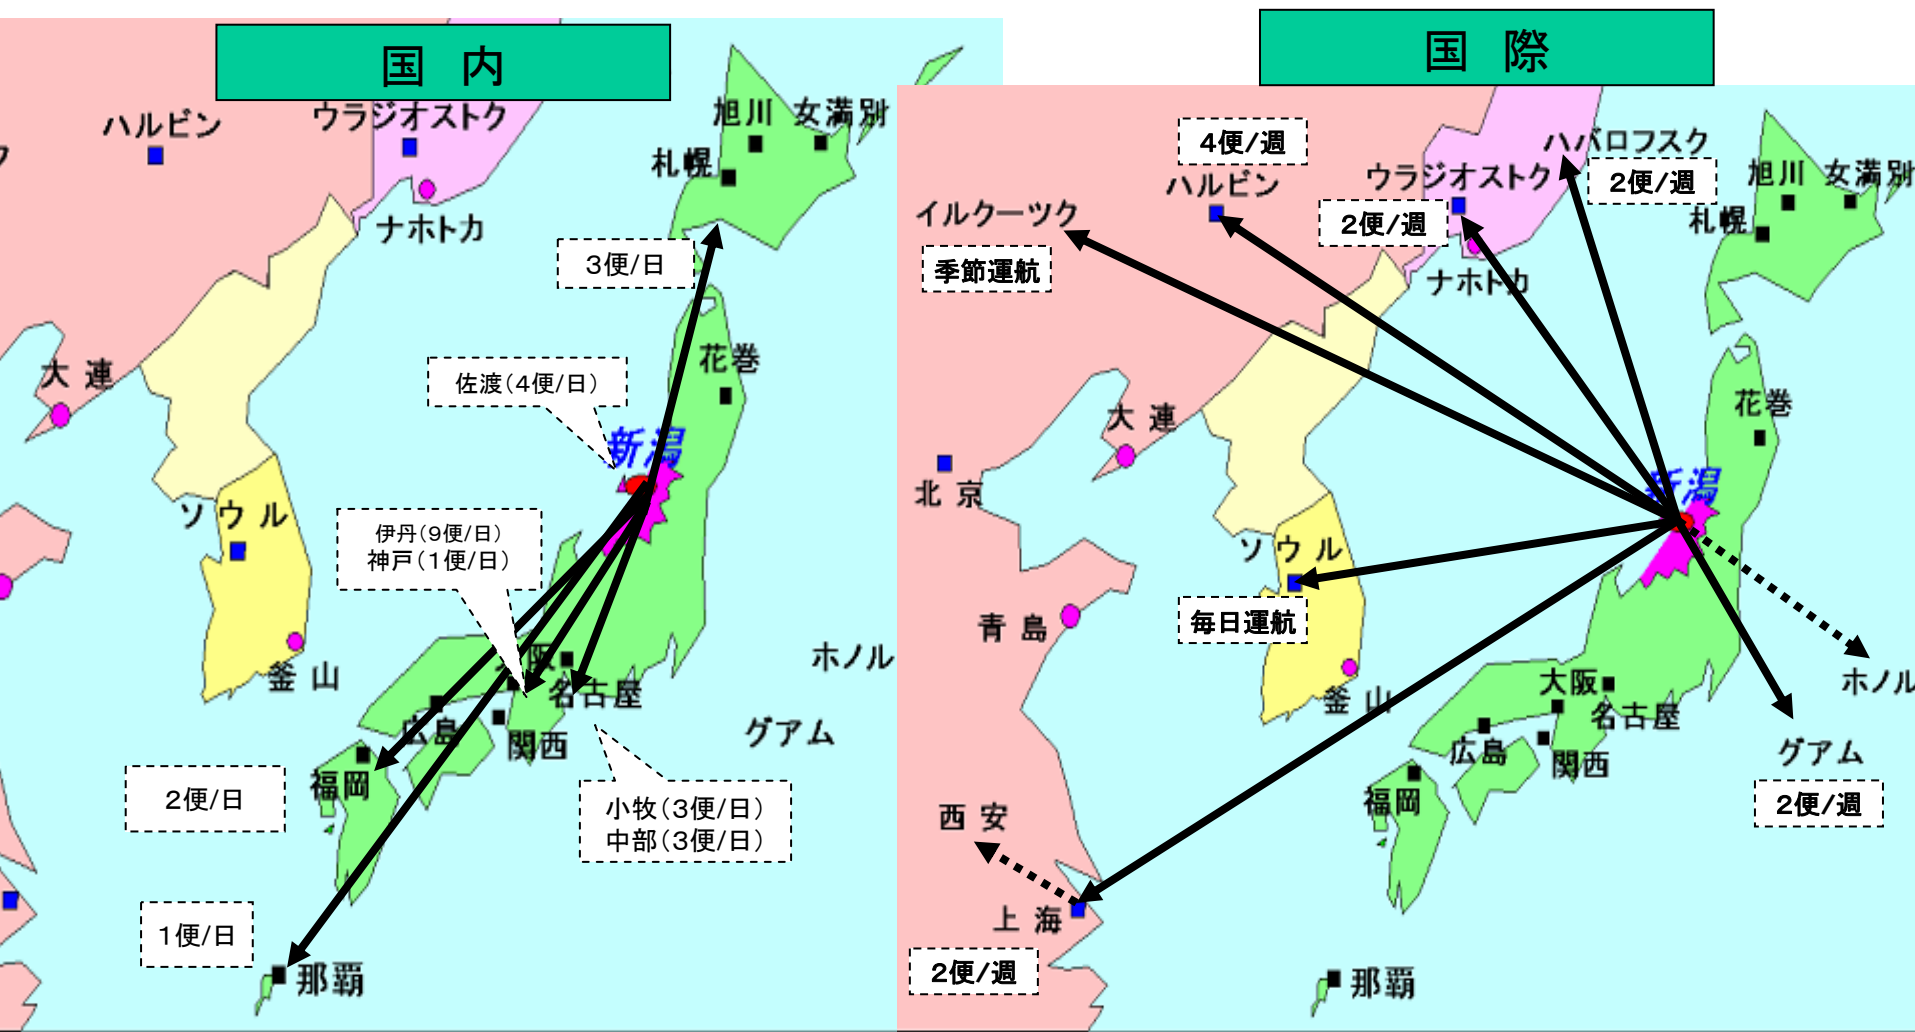 国 内
ハルビン
ウラジオストク
旭川 女満別
札幌
ナホトカ
3便/日
大 連
花巻
佐渡(4便/日)
新潟
ソ ウ ル
伊丹(9便/日)
神戸(1便/日)
釜 山
大阪
名古屋
広島
関西
ホノル
グアム
福岡
2便/日
小牧(3便/日)
中部(3便/日)
1便/日
那覇
国 際
4便/週
ハバロフスク
2便/週
ハルビン
ウラジオストク
旭川 女満別
イルクーツク
2便/週
札幌
季節運航
ナホトカ
大 連
花巻
北 京
新潟
ソ ウ ル
青 島
毎日運航
釜 山
大阪
名古屋
ホノル
広島
関西
グアム
福岡
2便/週
西 安
上 海
2便/週
那覇